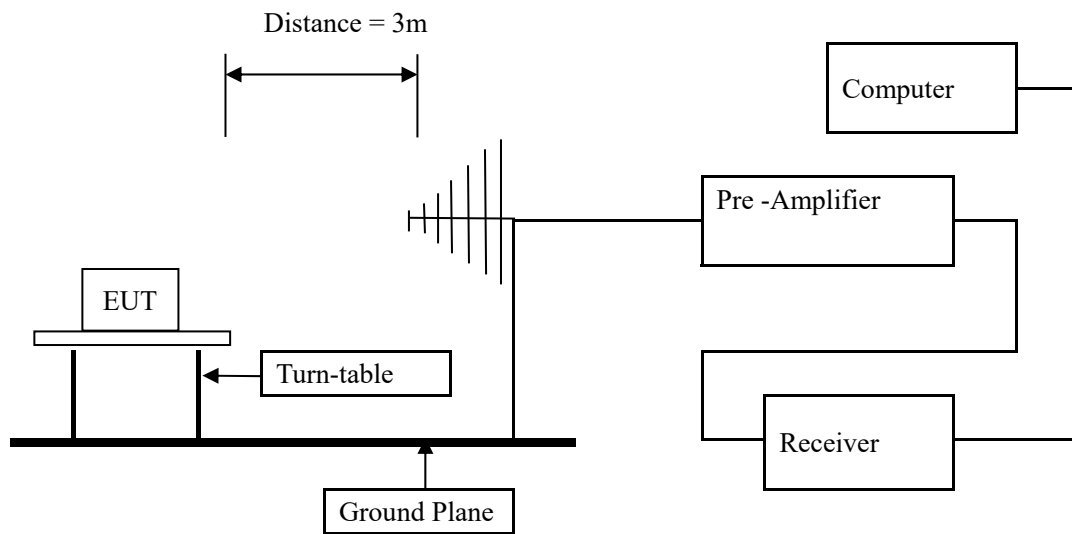 Distance = 3m
Computer
Pre -Amplifier
EUT
Turn-table
Receiver
Ground Plane